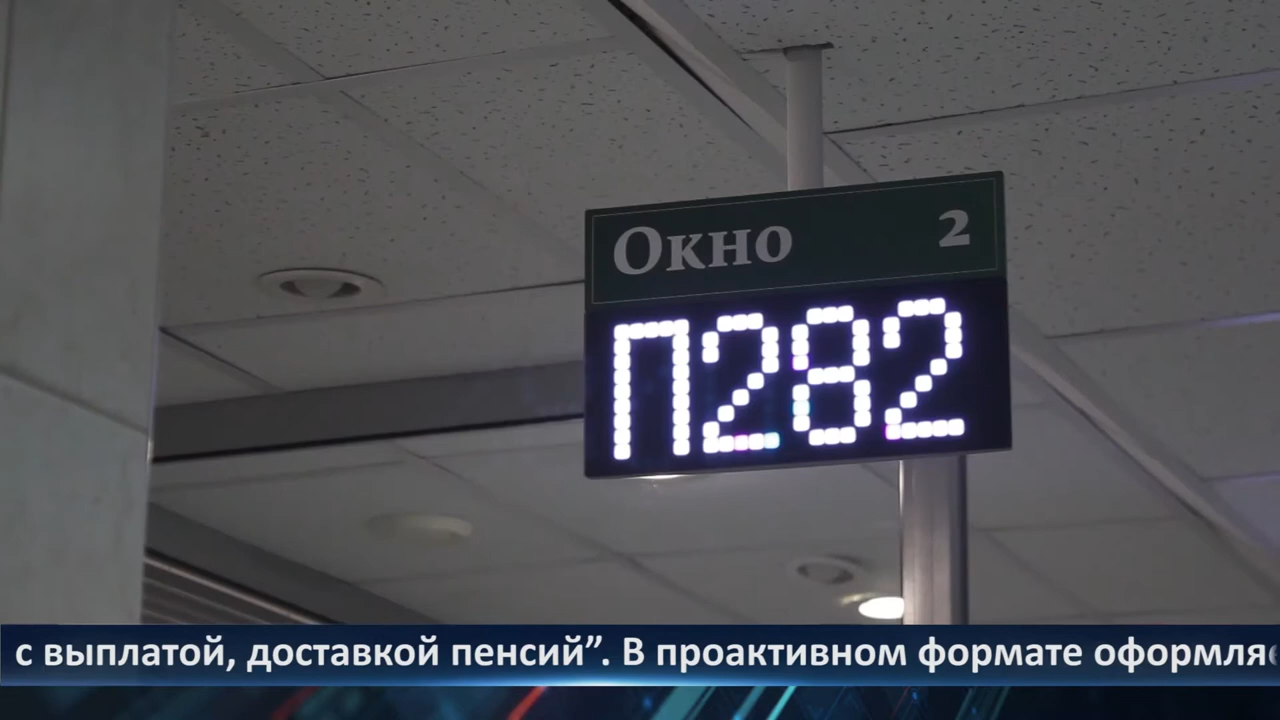 Окно 2
П282
с выплатой, доставкой пенсий”. В проактивном формате